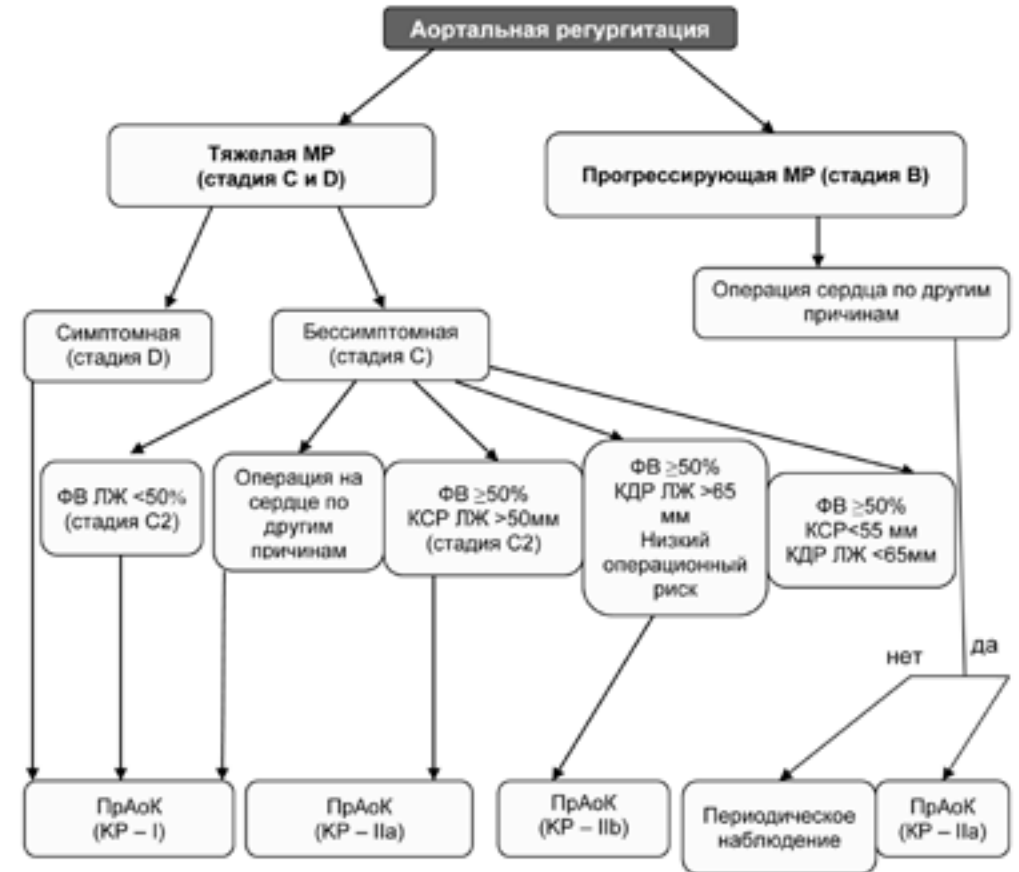 Аортальная регургитация
Тяжелая МР
(стадия С и D)
Прогрессирующая МР (стадия В)
Операция сердца по другим
причинам
Симптомная
(стадия D)
Бессимптомная
(стадия С)
ФВ ЛЖ <50%
(стадия С2)
Операция на
сердце по
другим
причинам
ФВ ≥50%
КСР ЛЖ >50мм
(стадия С2)
ФВ ≥50%
КДР ЛЖ >65
мм
Низкий
операционный
риск
ФВ ≥50%
КСР<55 мм
КДР ЛЖ <65мм
нет
да
ПрАоК
(КР – I)
ПрАоК
(КР – IIa)
ПрАоК
(КР – IIb)
Периодическое
наблюдение
ПрАоК
(КР – IIa)